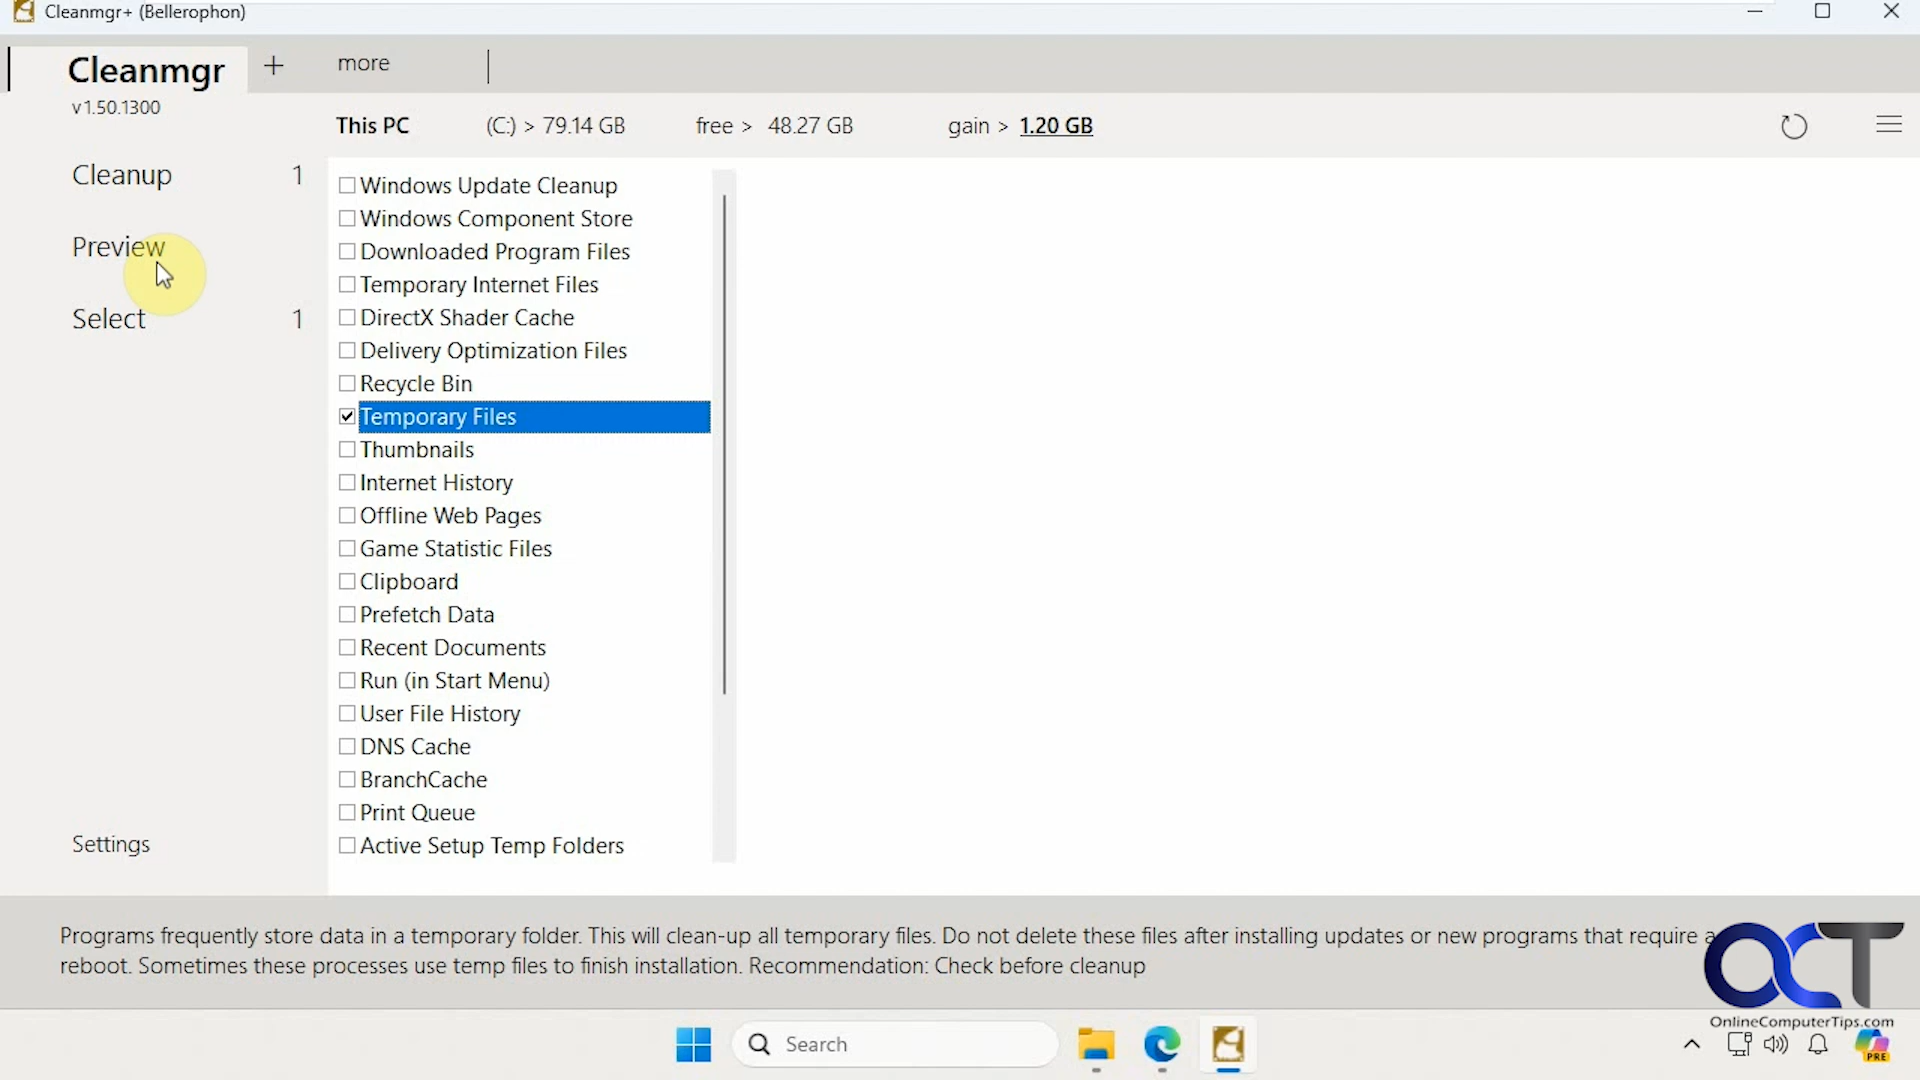 Cleanmgr+ (Bellerophon)
Cleanmgr
+
more
v1.50.1300
This PC (C:) > 79.14 GB free > 48.27 GB gain > 1.20 GB
Cleanup 1
Preview
Select 1
Windows Update Cleanup
Windows Component Store
Downloaded Program Files
Temporary Internet Files
DirectX Shader Cache
Delivery Optimization Files
Recycle Bin
Temporary Files
Thumbnails
Internet History
Offline Web Pages
Game Statistic Files
Clipboard
Prefetch Data
Recent Documents
Run (in Start Menu)
User File History
DNS Cache
BranchCache
Print Queue
Active Setup Temp Folders
Settings
Programs frequently store data in a temporary folder. This will clean-up all temporary files. Do not delete these files after installing updates or new programs that require a
reboot. Sometimes these processes use temp files to finish installation. Recommendation: Check before cleanup
OCT
OnlineComputerTips.com
Search
PRE